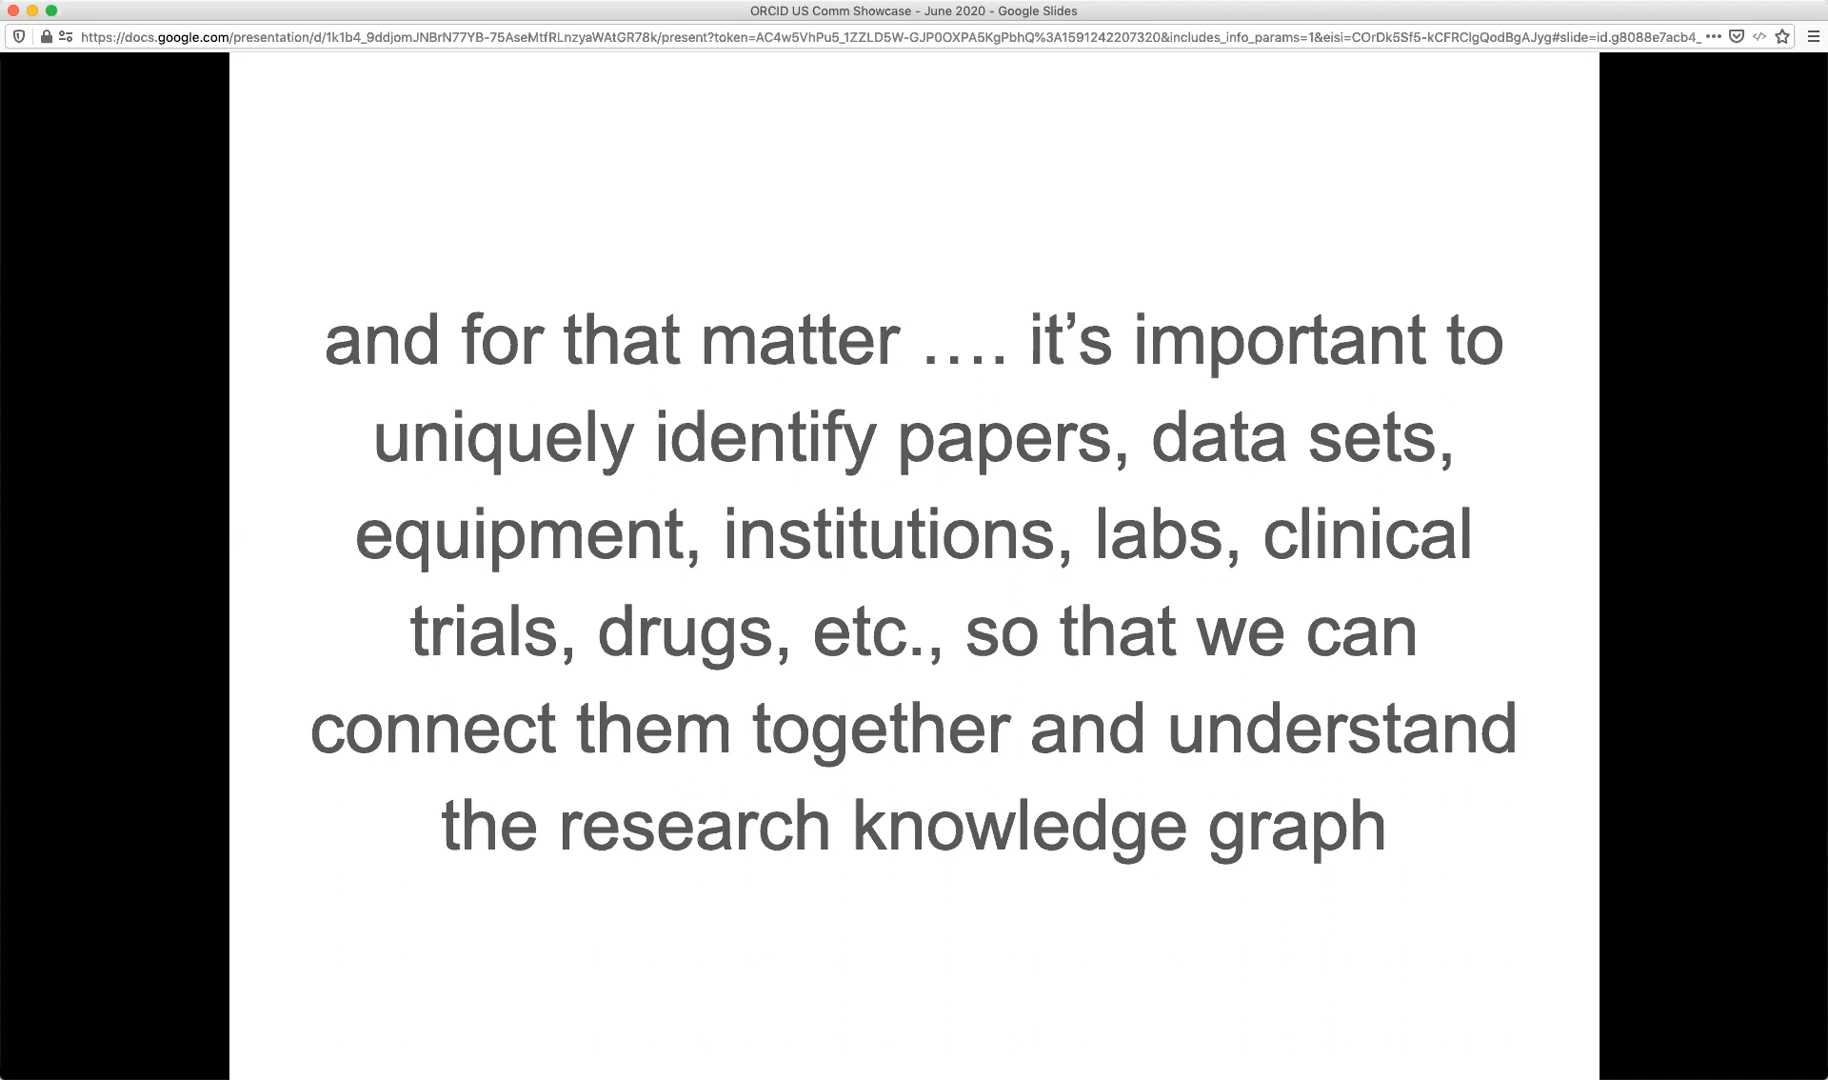 ORCID US Comm Showcase - June 2020 - Google Slides
https://docs.google.com/presentation/d/1k1b4_9ddjomJNBrN77YB-75AseMtfRLnzyaWAtGR78k/present?token=AC4w5VhPu5_1ZZLD5W-GJP0OXPA5KgPbhQ%3A1591242207320&includes_info_params=1&eisi=COrDk5Sf5-kCFRClgQodBgAJyg#slide=id.g8088e7acb4_
and for that matter …. it’s important to
uniquely identify papers, data sets,
equipment, institutions, labs, clinical
trials, drugs, etc., so that we can
connect them together and understand
the research knowledge graph